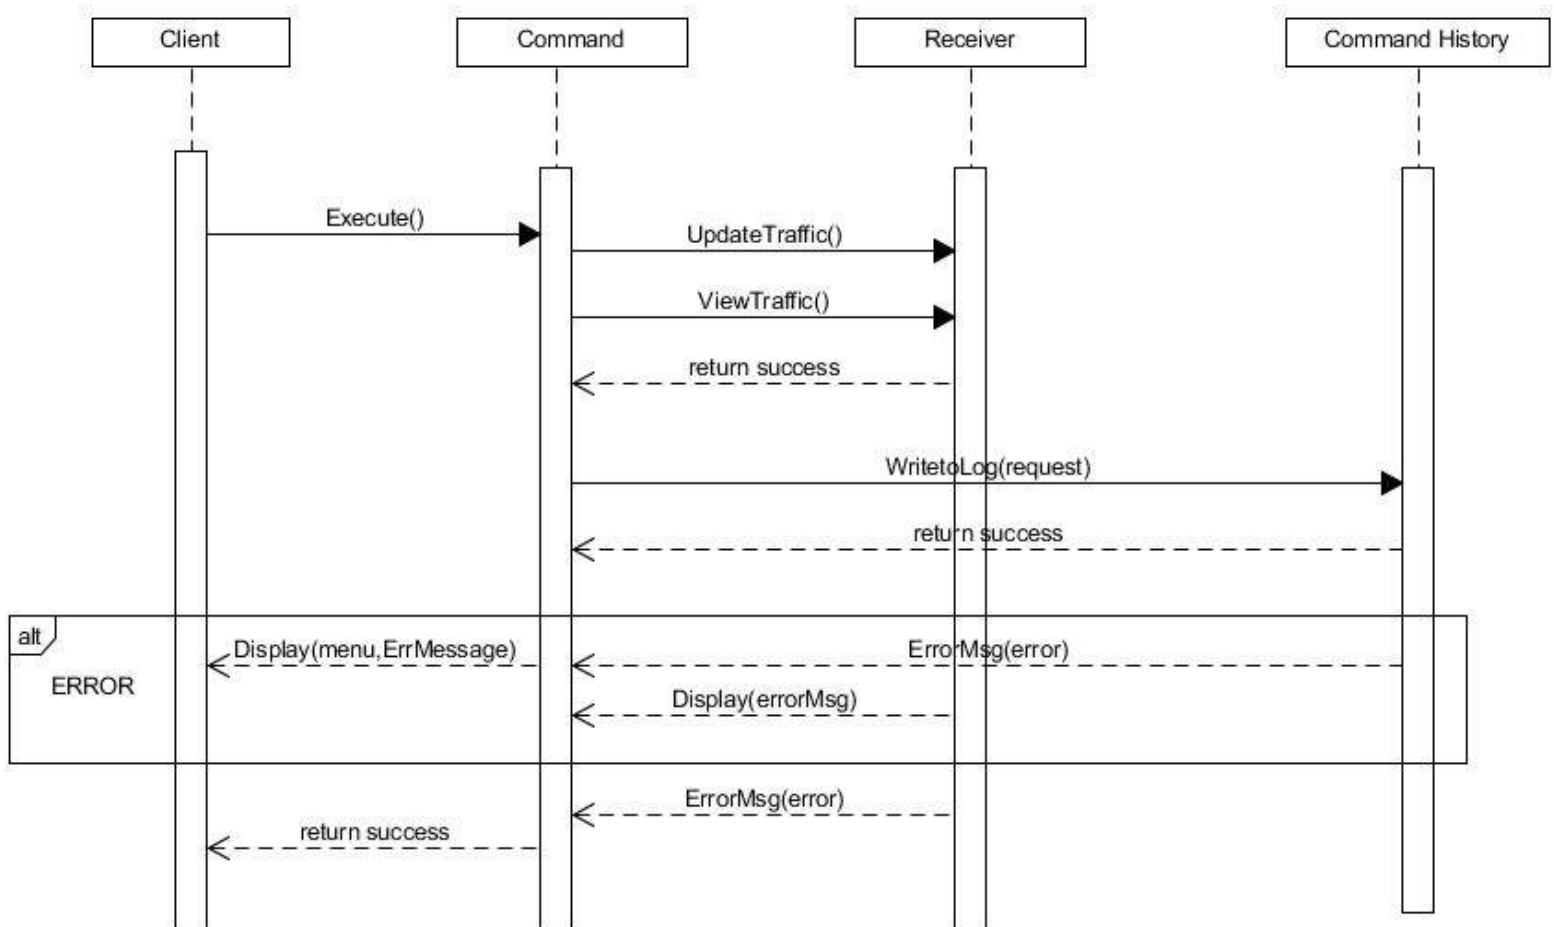 Client
Command
Receiver
Command History
Execute()
UpdateTraffic()
ViewTraffic()
return success
WritetoLog(request)
return success
alt
Display(menu,ErrMessage)
ErrorMsg(error)
ERROR
Display(errorMsg)
ErrorMsg(error)
return success